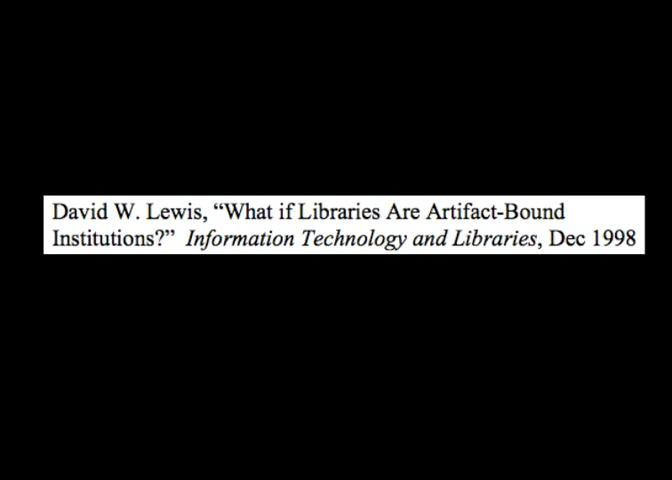 David W. Lewis, “What if Libraries Are Artifact-Bound
Institutions?” Information Technology and Libraries, Dec 1998